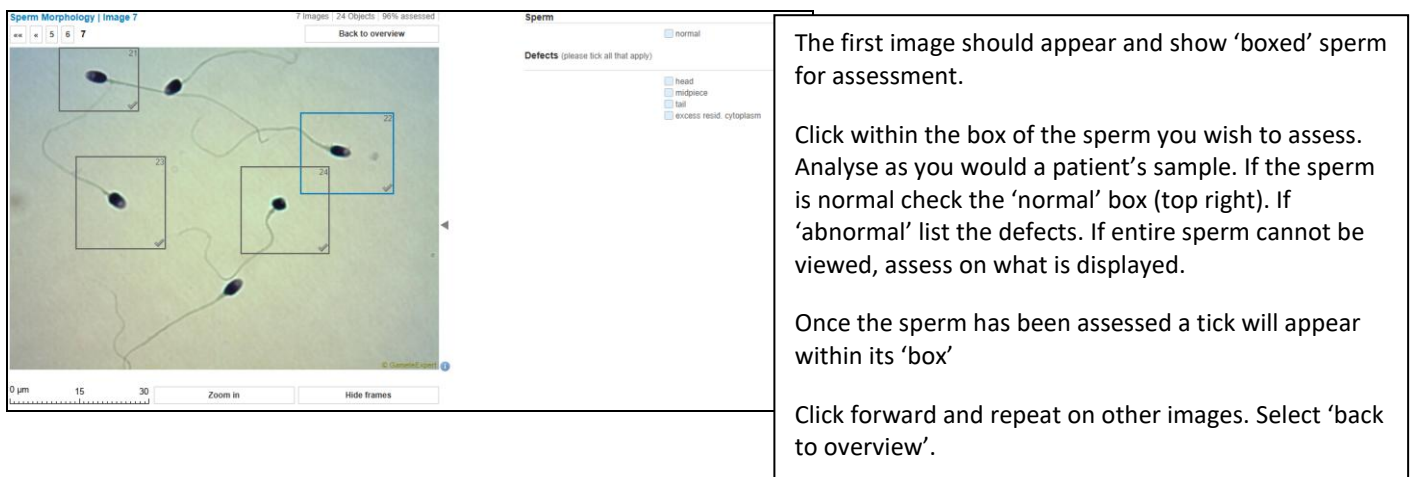 Sperm Morphology | Image 7
7 Images | 24 Objects | 96% assessed
«« « 5 6 7
Back to overview
21
22
23
24
© GameteExpert
0 µm 15 30
Zoom in
Hide frames
Sperm
normal
Defects (please tick all that apply)
head
midpiece
tail
excess resid. cytoplasm
The first image should appear and show ‘boxed’ sperm
for assessment.
Click within the box of the sperm you wish to assess.
Analyse as you would a patient’s sample. If the sperm
is normal check the ‘normal’ box (top right). If
‘abnormal’ list the defects. If entire sperm cannot be
viewed, assess on what is displayed.
Once the sperm has been assessed a tick will appear
within its ‘box’
Click forward and repeat on other images. Select ‘back
to overview’.